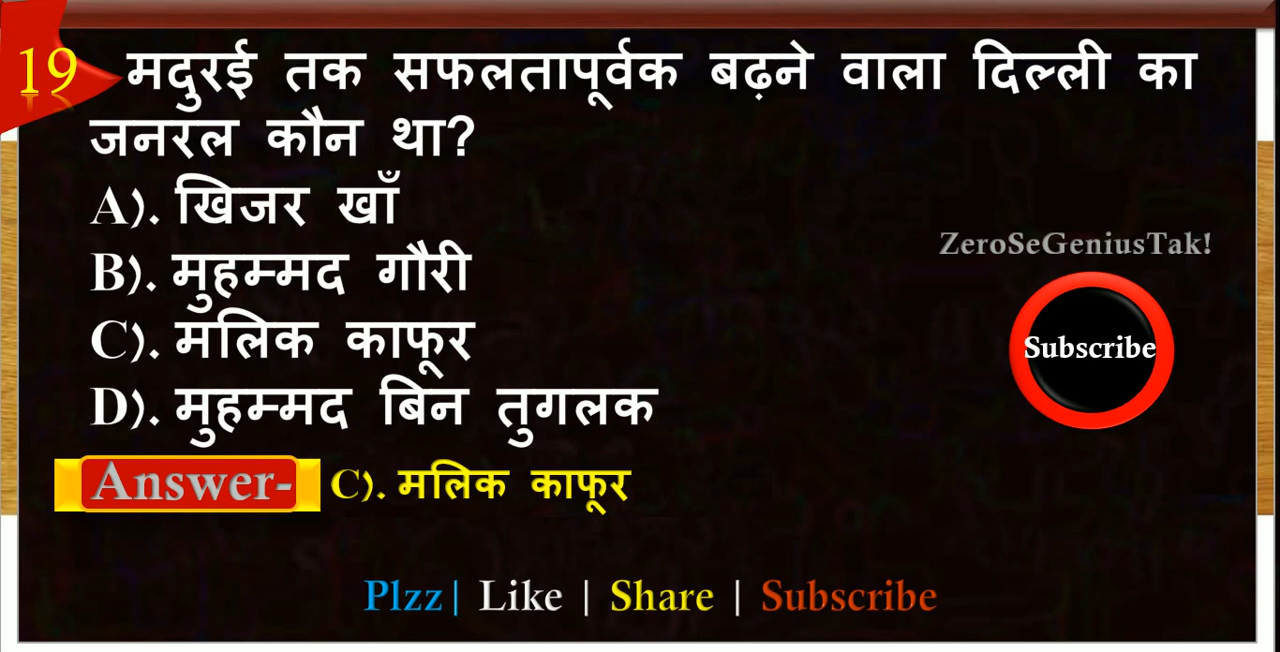 19 मदुरई तक सफलतापूर्वक बढ़ने वाला दिल्ली का
जनरल कौन था?
A). खिजर खाँ
B). मुहम्मद गौरी
C). मलिक काफूर
D). मुहम्मद बिन तुगलक
ZeroSeGeniusTak!
Subscribe
Answer- C). मलिक काफूर
Plzz| Like | Share | Subscribe